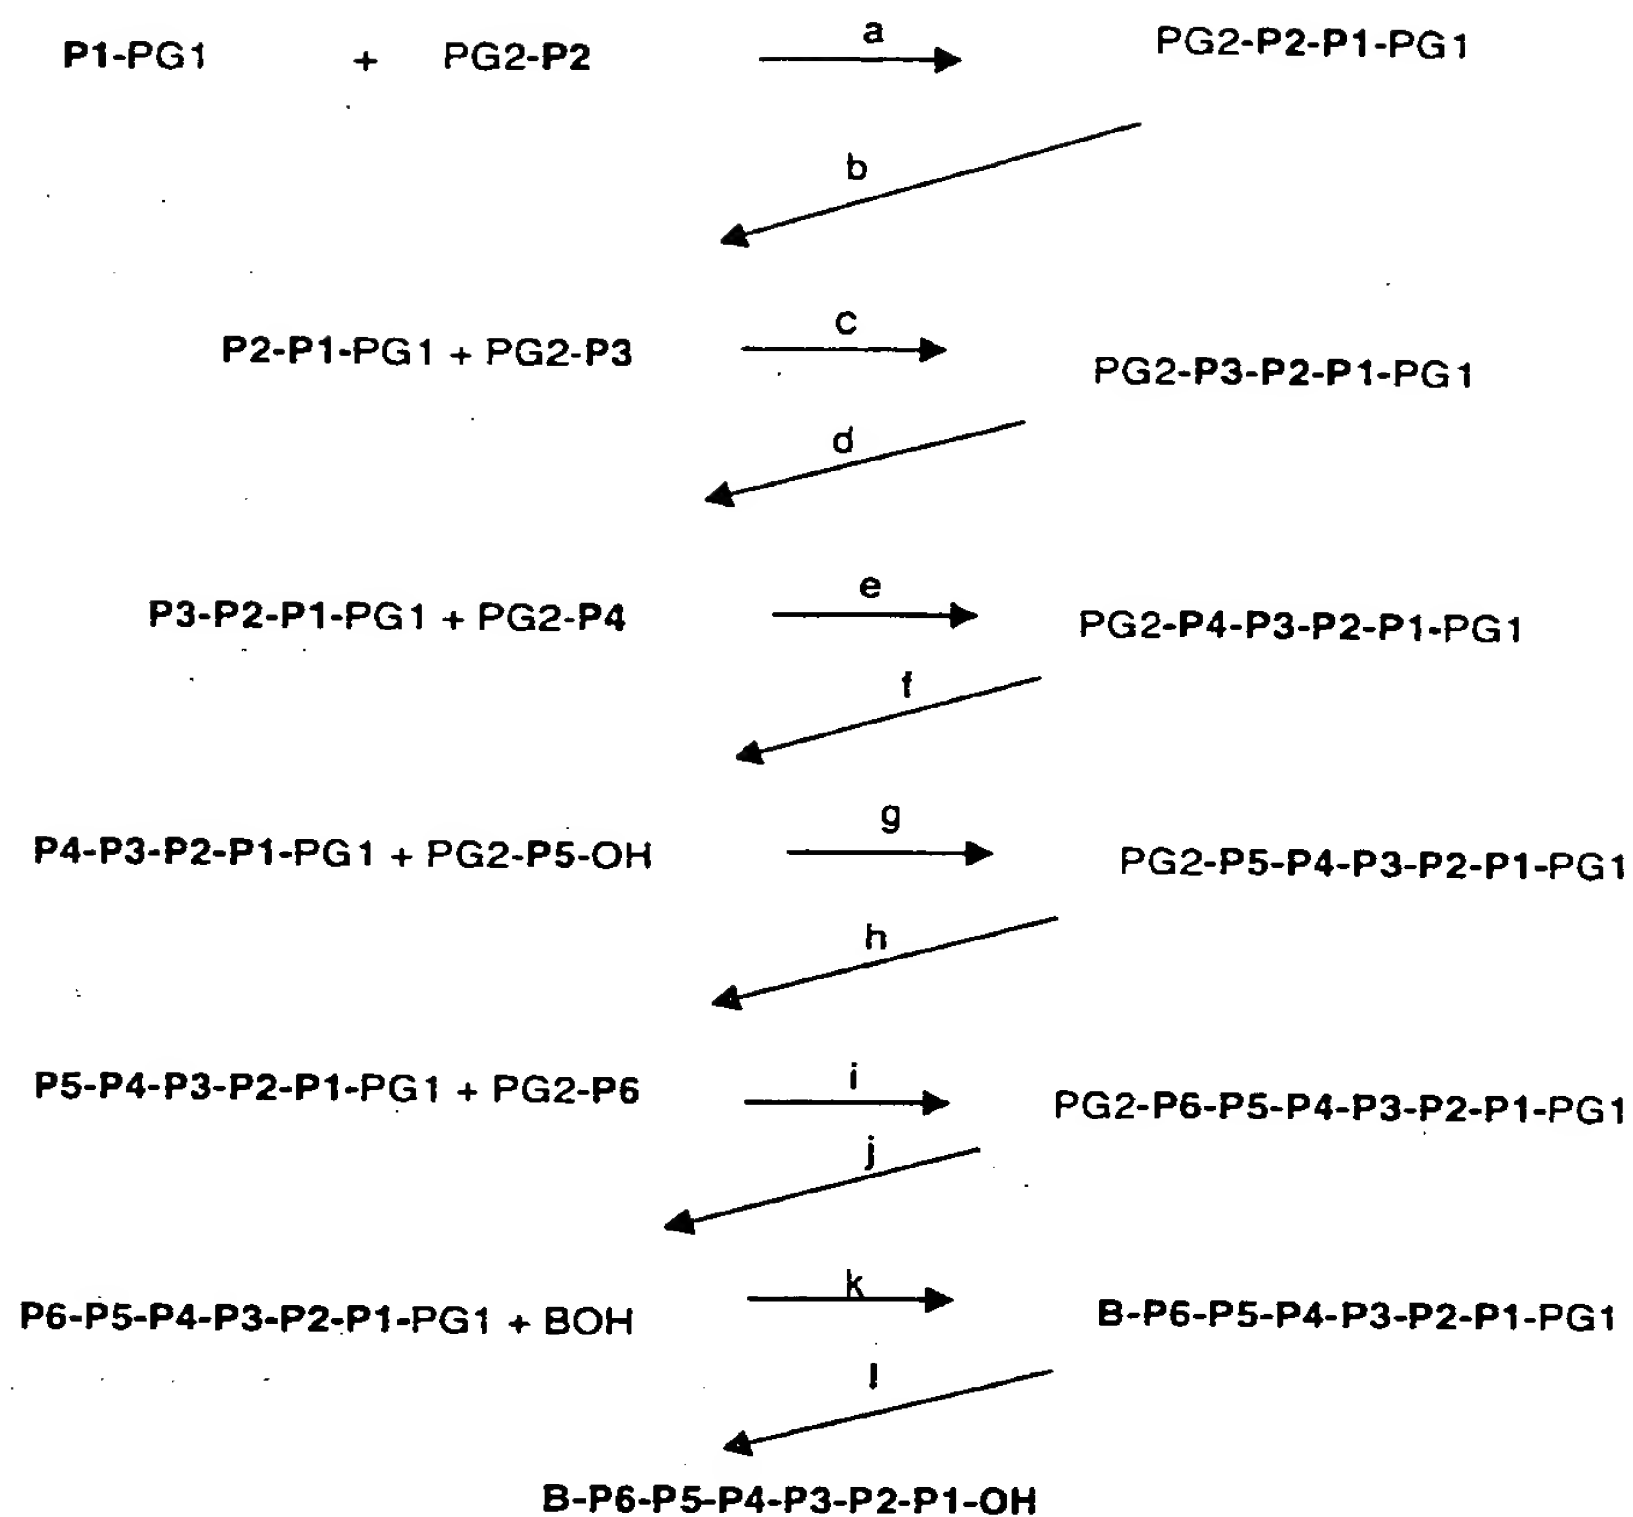 P1-PG1 + PG2-P2 a PG2-P2-P1-PG1
b
P2-P1-PG1 + PG2-P3 c PG2-P3-P2-P1-PG1
d
P3-P2-P1-PG1 + PG2-P4 e PG2-P4-P3-P2-P1-PG1
f
P4-P3-P2-P1-PG1 + PG2-P5-OH g PG2-P5-P4-P3-P2-P1-PG1
h
P5-P4-P3-P2-P1-PG1 + PG2-P6 i PG2-P6-P5-P4-P3-P2-P1-PG1
j
P6-P5-P4-P3-P2-P1-PG1 + BOH k B-P6-P5-P4-P3-P2-P1-PG1
l
B-P6-P5-P4-P3-P2-P1-OH